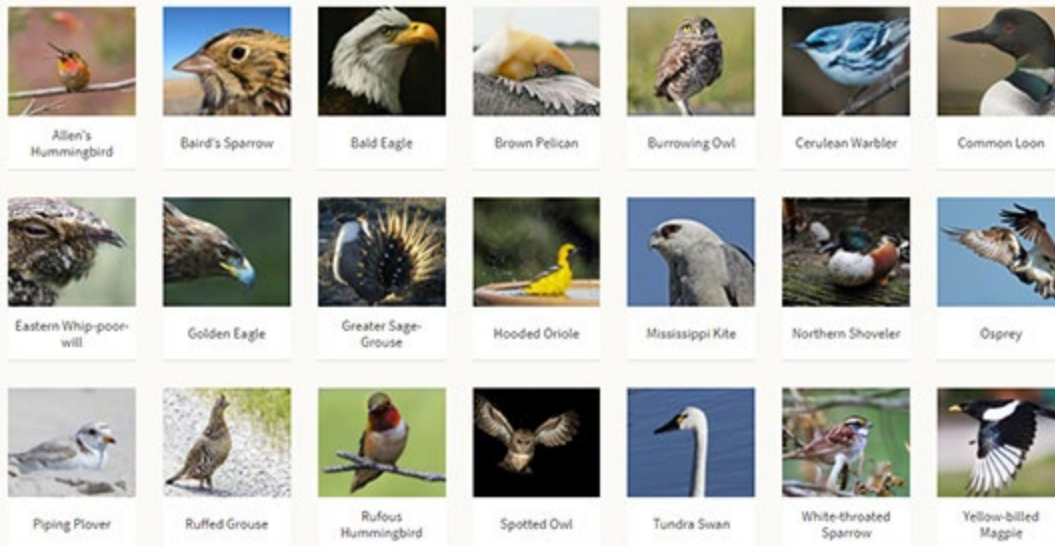 Allen's
Hummingbird
Baird's Sparrow
Bald Eagle
Brown Pelican
Burrowing Owl
Cerulean Warbler
Common Loon
Eastern Whip-poor-
will
Golden Eagle
Greater Sage-
Grouse
Hooded Oriole
Mississippi Kite
Northern Shoveler
Osprey
Piping Plover
Ruffed Grouse
Rufous
Hummingbird
Spotted Owl
Tundra Swan
White-throated
Sparrow
Yellow-billed
Magpie